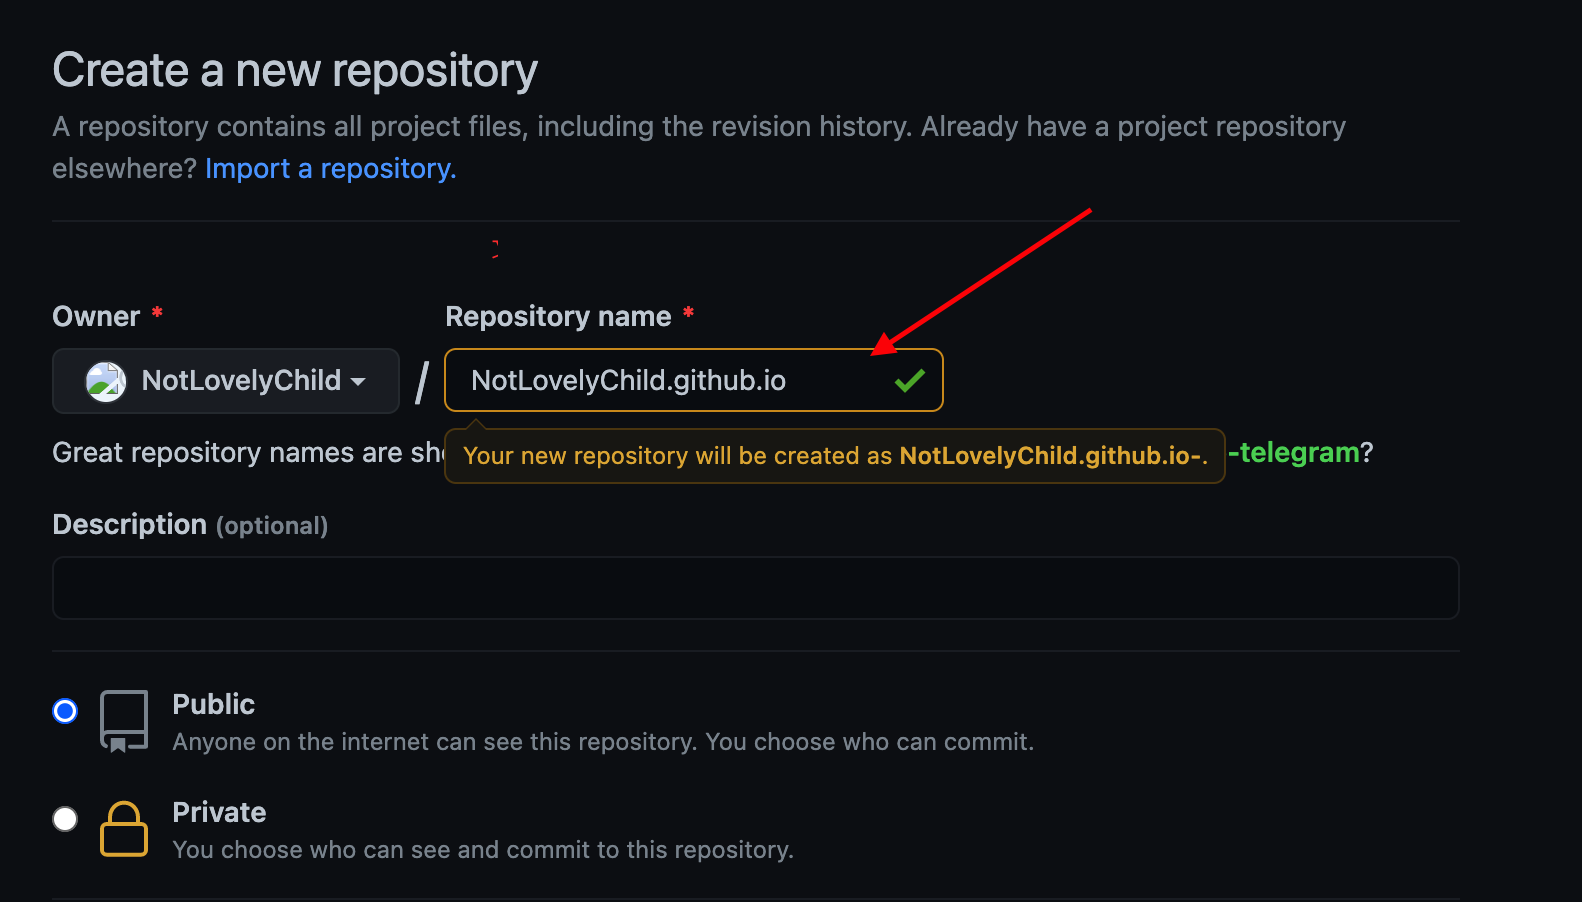 Create a new repository
A repository contains all project files, including the revision history. Already have a project repository
elsewhere? Import a repository.
Owner * Repository name *
NotLovelyChild / NotLovelyChild.github.io
Great repository names are sh
Your new repository will be created as NotLovelyChild.github.io-.
-telegram?
Description (optional)
Public
Anyone on the internet can see this repository. You choose who can commit.
Private
You choose who can see and commit to this repository.